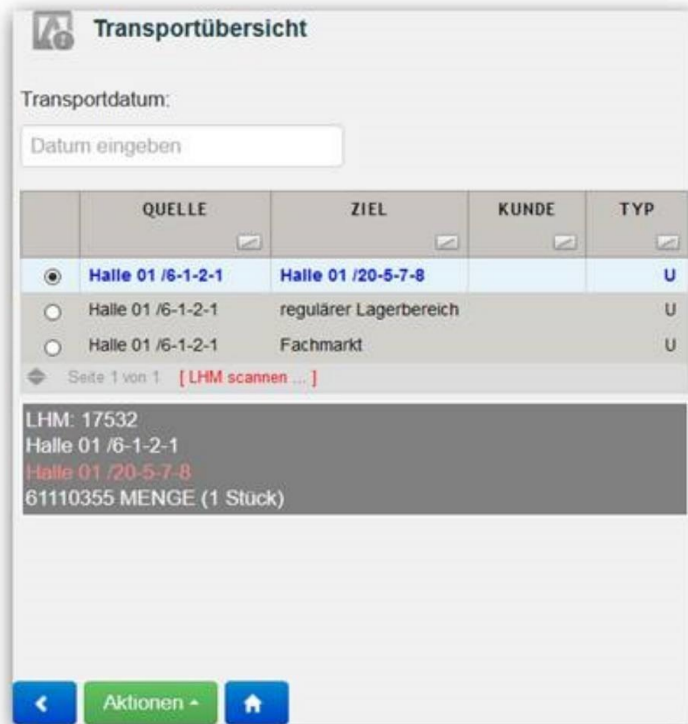 Transportübersicht
Transportdatum:
Datum eingeben
QUELLE ZIEL KUNDE TYP
Halle 01 /6-1-2-1 Halle 01 /20-5-7-8 U
Halle 01 /6-1-2-1 regulärer Lagerbereich U
Halle 01 /6-1-2-1 Fachmarkt U
Seite 1 von 1 [ LHM scannen ... ]
LHM: 17532
Halle 01 /6-1-2-1
Halle 01 /20-5-7-8
61110355 MENGE (1 Stück)
Aktionen